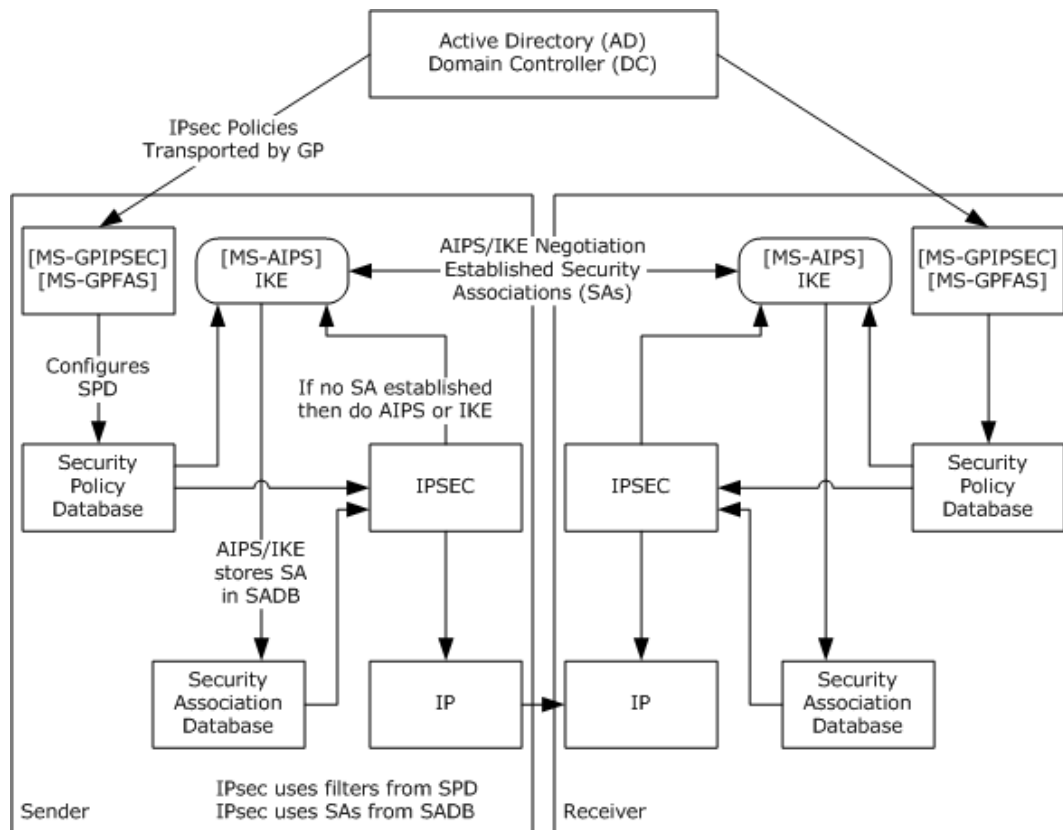 Active Directory (AD)
Domain Controller (DC)
IPsec Policies
Transported by GP
[MS-GPIPSEC]
[MS-GPFAS]
[MS-AIPS]
IKE
AIPS/IKE Negotiation
Established Security
Associations (SAs)
[MS-AIPS]
IKE
[MS-GPIPSEC]
[MS-GPFAS]
Configures
SPD
If no SA established
then do AIPS or IKE
Security
Policy
Database
IPSEC
IPSEC
Security
Policy
Database
AIPS/IKE
stores SA
in SADB
Security
Association
Database
IP
IP
Security
Association
Database
IPsec uses filters from SPD
IPsec uses SAs from SADB
Sender
Receiver